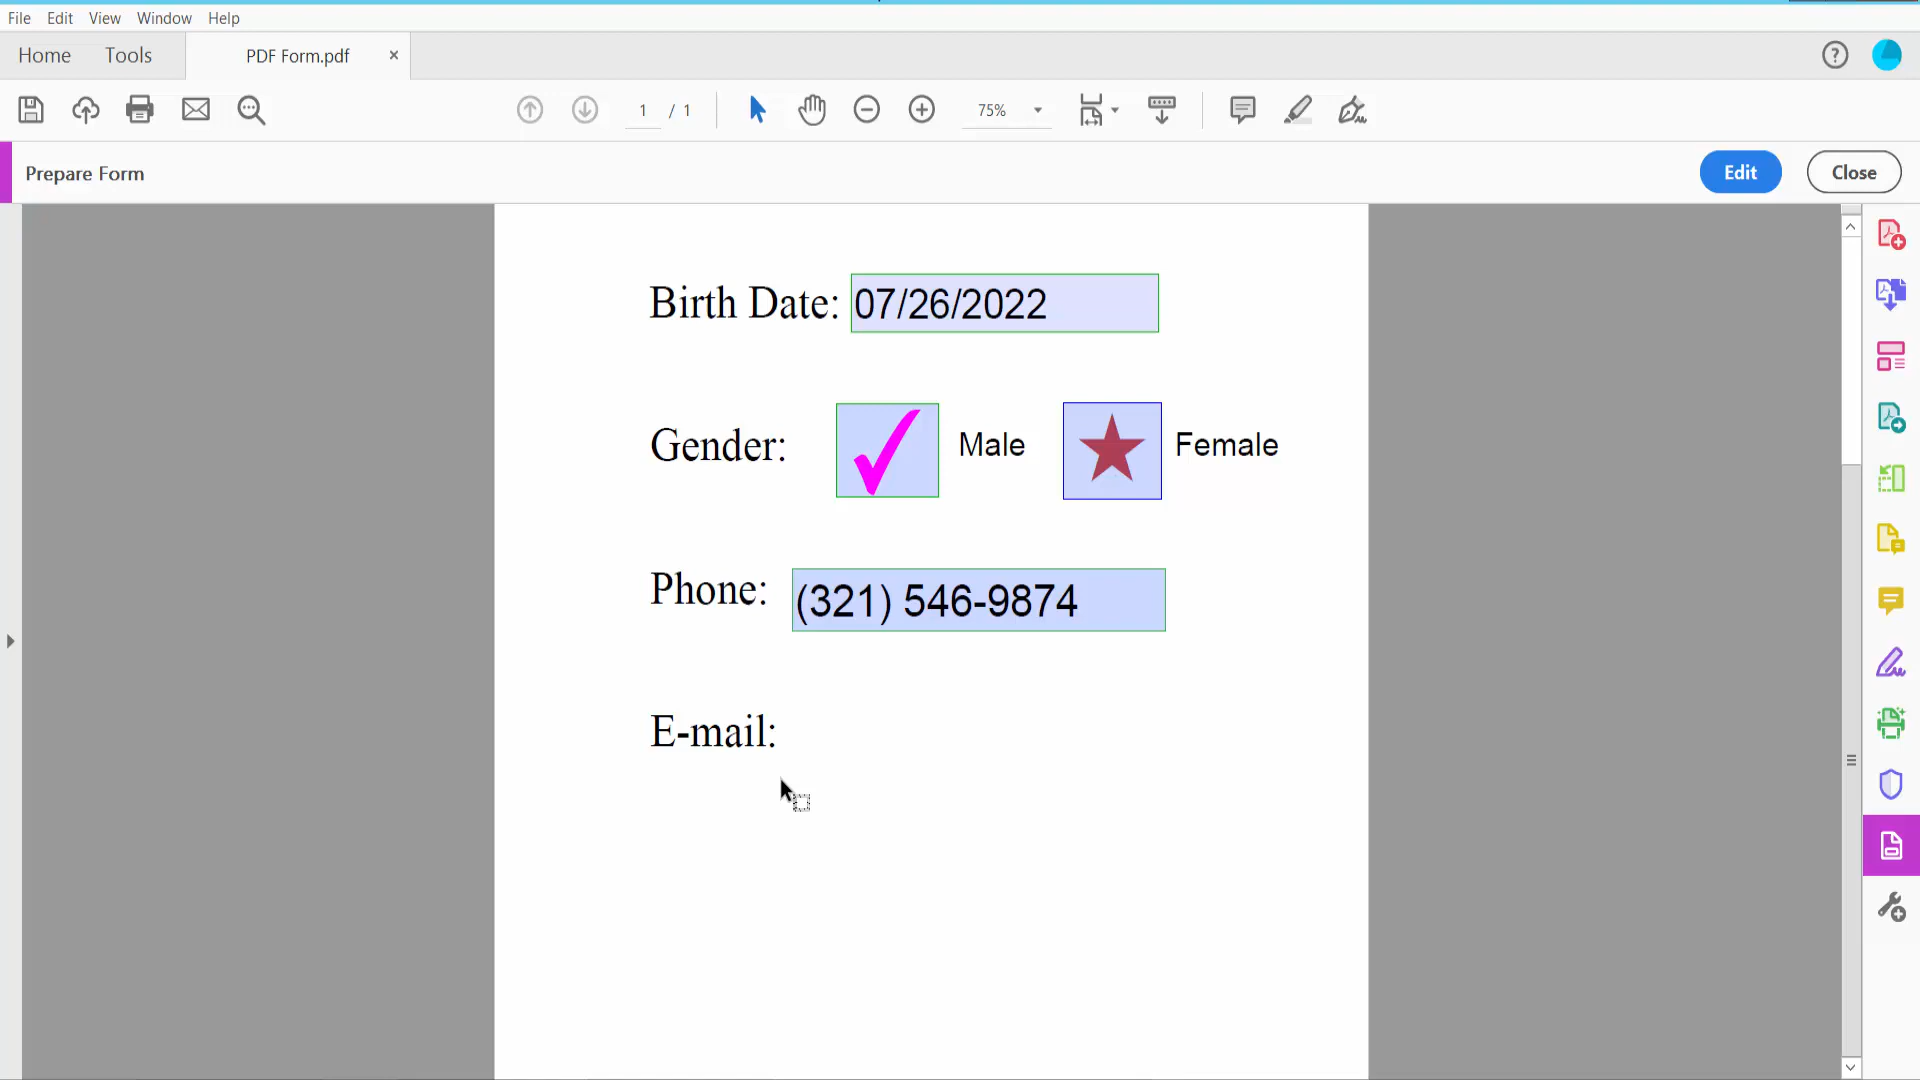 File Edit View Window Help
Home Tools PDF Form.pdf
1 / 1 75%
Prepare Form Edit Close
Birth Date: 07/26/2022
Gender: Male Female
Phone: (321) 546-9874
E-mail: